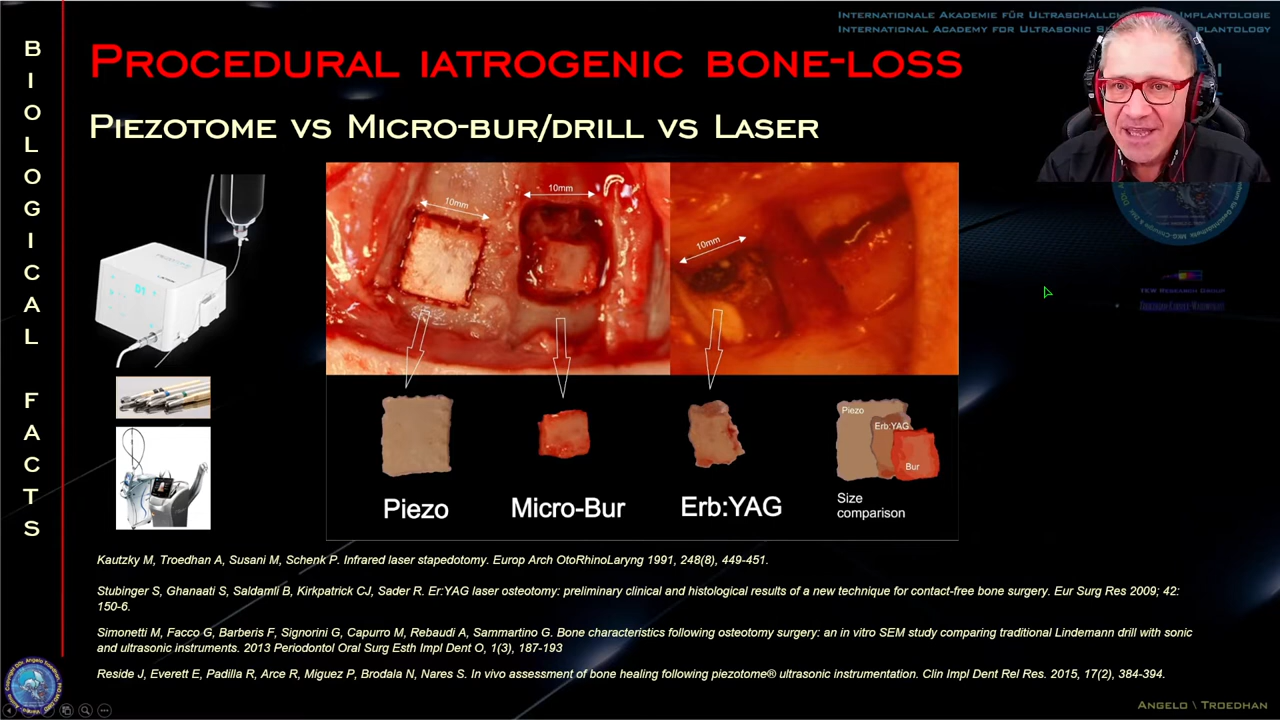 INTERNATIONALE AKADEMIE FÜR IMPLANTOLOGIE
INTERNATIONAL ACADEMY FOR ULTRASONIC
BIOLOGICAL FACTS
PROCEDURAL IATROGENIC BONE-LOSS
PIEZOTOME VS MICRO-BUR/DRILL VS LASER
10mm
10mm
10mm
D1
Piezo
Erb:YAG
Bur
Piezo
Micro-Bur
Erb:YAG
Size
comparison
Kautzky M, Troedhan A, Susani M, Schenk P. Infrared laser stapedotomy. Europ Arch OtoRhinoLaryng 1991, 248(8), 449-451.
Stubinger S, Ghanaati S, Saldamli B, Kirkpatrick CJ, Sader R. Er:YAG laser osteotomy: preliminary clinical and histological results of a new technique for contact-free bone surgery. Eur Surg Res 2009; 42:
150-6.
Simonetti M, Facco G, Barberis F, Signorini G, Capurro M, Rebaudi A, Sammartino G. Bone characteristics following osteotomy surgery: an in vitro SEM study comparing traditional Lindemann drill with sonic
and ultrasonic instruments. 2013 Periodontol Oral Surg Esth Impl Dent O, 1(3), 187-193
Reside J, Everett E, Padilla R, Arce R, Miguez P, Brodala N, Nares S. In vivo assessment of bone healing following piezotome® ultrasonic instrumentation. Clin Impl Dent Rel Res. 2015, 17(2), 384-394.
ANGELO \ TROEDHAN